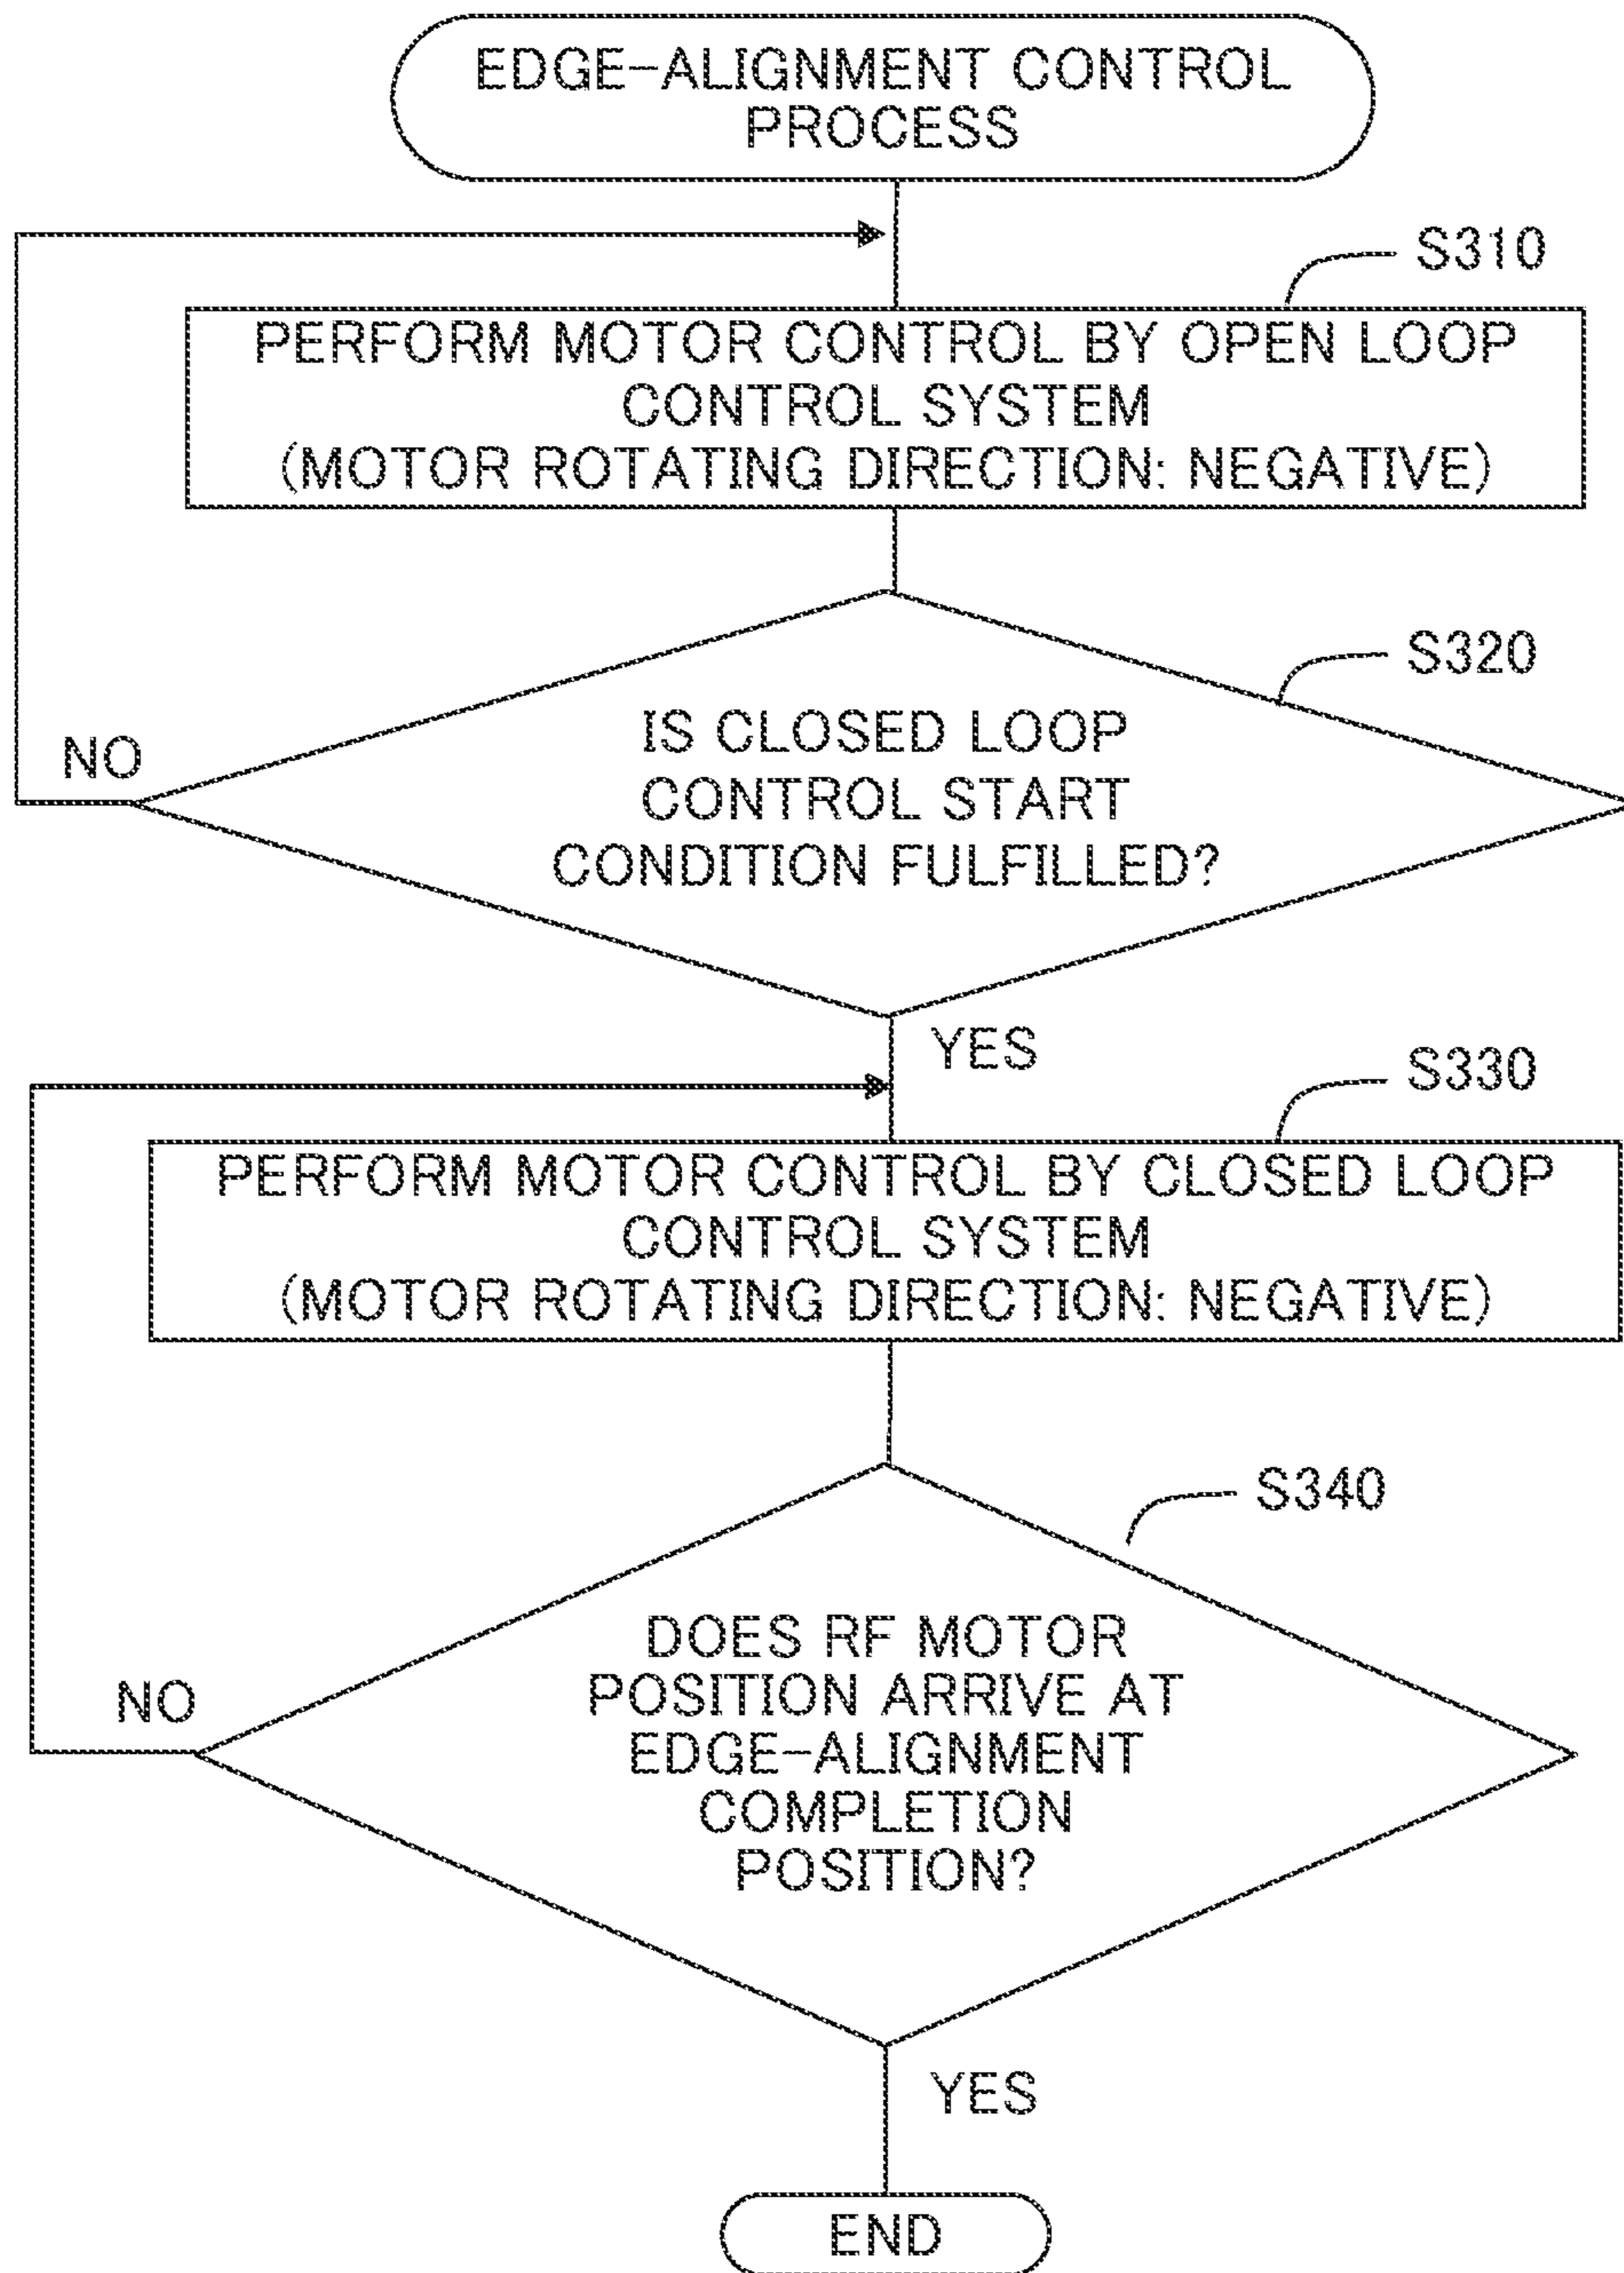 EDGE-ALIGNMENT CONTROL
PROCESS
S310
PERFORM MOTOR CONTROL BY OPEN LOOP
CONTROL SYSTEM
(MOTOR ROTATING DIRECTION: NEGATIVE)
S320
IS CLOSED LOOP
CONTROL START
CONDITION FULFILLED?
NO
YES
S330
PERFORM MOTOR CONTROL BY CLOSED LOOP
CONTROL SYSTEM
(MOTOR ROTATING DIRECTION: NEGATIVE)
S340
DOES RF MOTOR
POSITION ARRIVE AT
EDGE-ALIGNMENT
COMPLETION
POSITION?
NO
YES
END